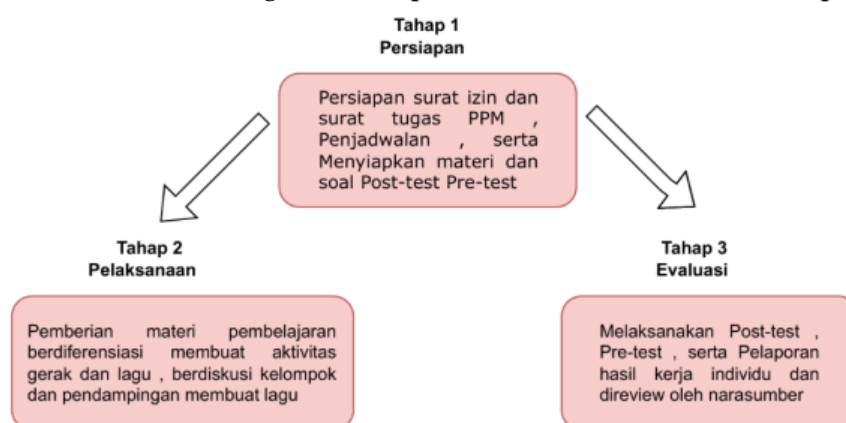 Tahap 1
Persiapan
Persiapan surat izin dan
surat tugas PPM ,
Penjadwalan , serta
Menyiapkan materi dan
soal Post-test Pre-test
Tahap 2
Pelaksanaan
Pemberian materi pembelajaran
berdiferensiasi membuat aktivitas
gerak dan lagu , berdiskusi kelompok
dan pendampingan membuat lagu
Tahap 3
Evaluasi
Melaksanakan Post-test ,
Pre-test , serta Pelaporan
hasil kerja individu dan
direview oleh narasumber